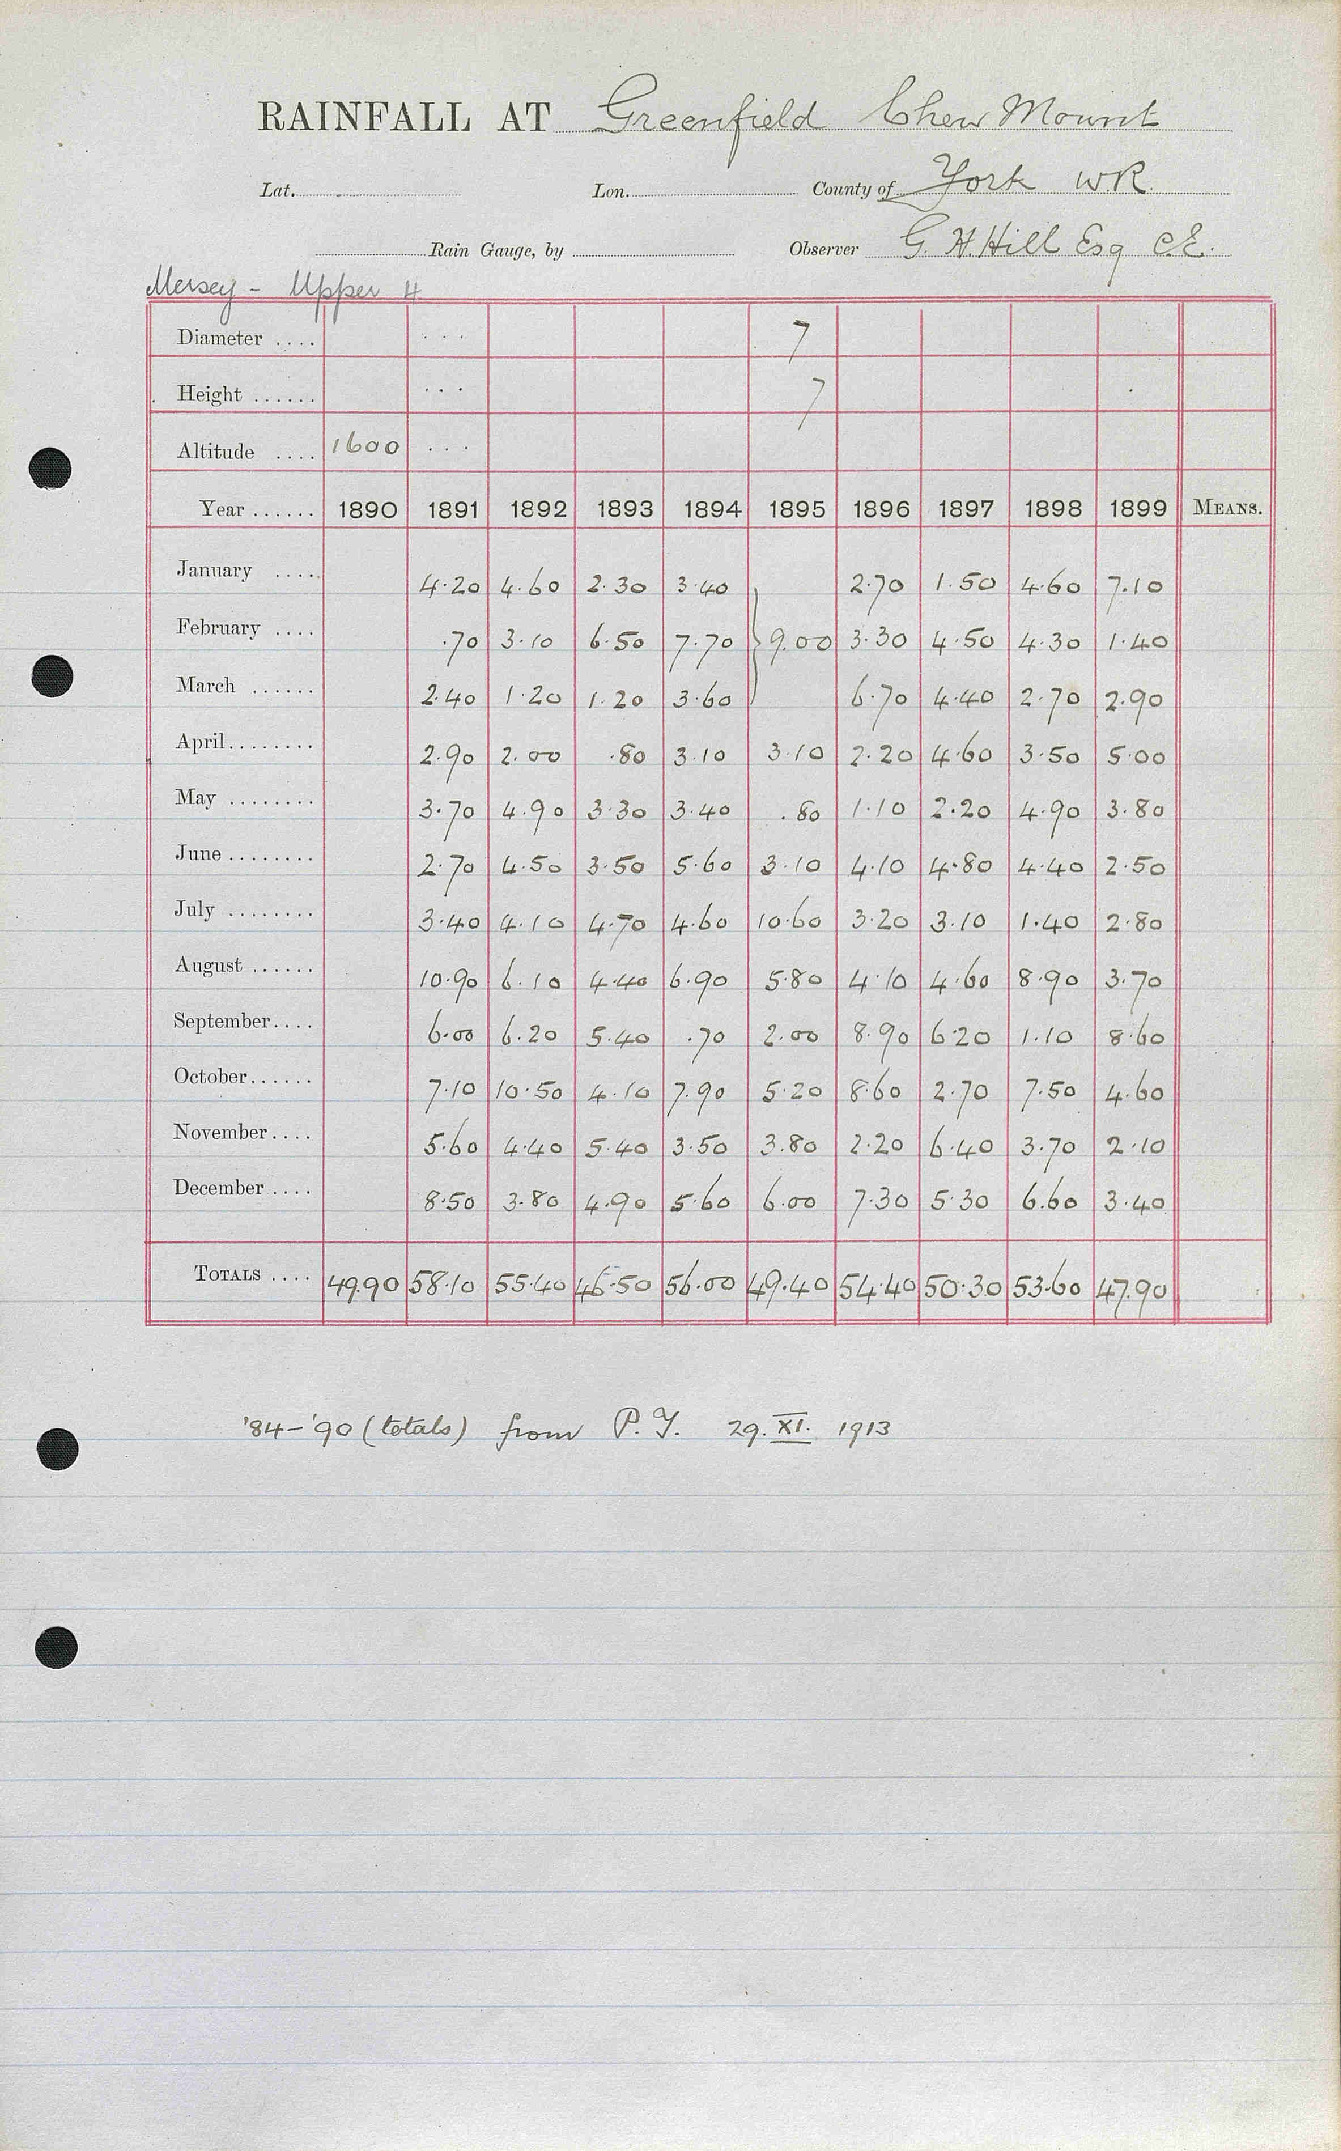 RAINFALL AT Greenfield Chew Mount
Lat. Lon. County of York WR.
Rain Gauge, by Observer G. H. Hill Esq C.E.
Mersey - Upper 4
Diameter .... ... 7
Height ...... ... 7
Altitude .... 1600 ...
Year ...... 1890 1891 1892 1893 1894 1895 1896 1897 1898 1899 MEANS.
January .... 4.20 4.60 2.30 3.40 2.70 1.50 4.60 7.10
February .... .70 3.10 6.50 7.70 } 9.00 3.30 4.50 4.30 1.40
March ...... 2.40 1.20 1.20 3.60 6.70 4.40 2.70 2.90
April........ 2.90 2.00 .80 3.10 3.10 2.20 4.60 3.50 5.00
May ........ 3.70 4.90 3.30 3.40 .80 1.10 2.20 4.90 3.80
June ........ 2.70 4.50 3.50 5.60 3.10 4.10 4.80 4.40 2.50
July ........ 3.40 4.10 4.70 4.60 10.60 3.20 3.10 1.40 2.80
August ...... 10.90 6.10 4.40 6.90 5.80 4.10 4.60 8.90 3.70
September.... 6.00 6.20 5.40 .70 2.00 8.90 6.20 1.10 8.60
October...... 7.10 10.50 4.10 7.90 5.20 8.60 2.70 7.50 4.60
November.... 5.60 4.40 5.40 3.50 3.80 2.20 6.40 3.70 2.10
December .... 8.50 3.80 4.90 5.60 6.00 7.30 5.30 6.60 3.40
TOTALS .... 49.90 58.10 55.40 46.50 56.00 49.40 54.40 50.30 53.60 47.90
'84-'90 (totals) from P.Y. 29.XI.1913